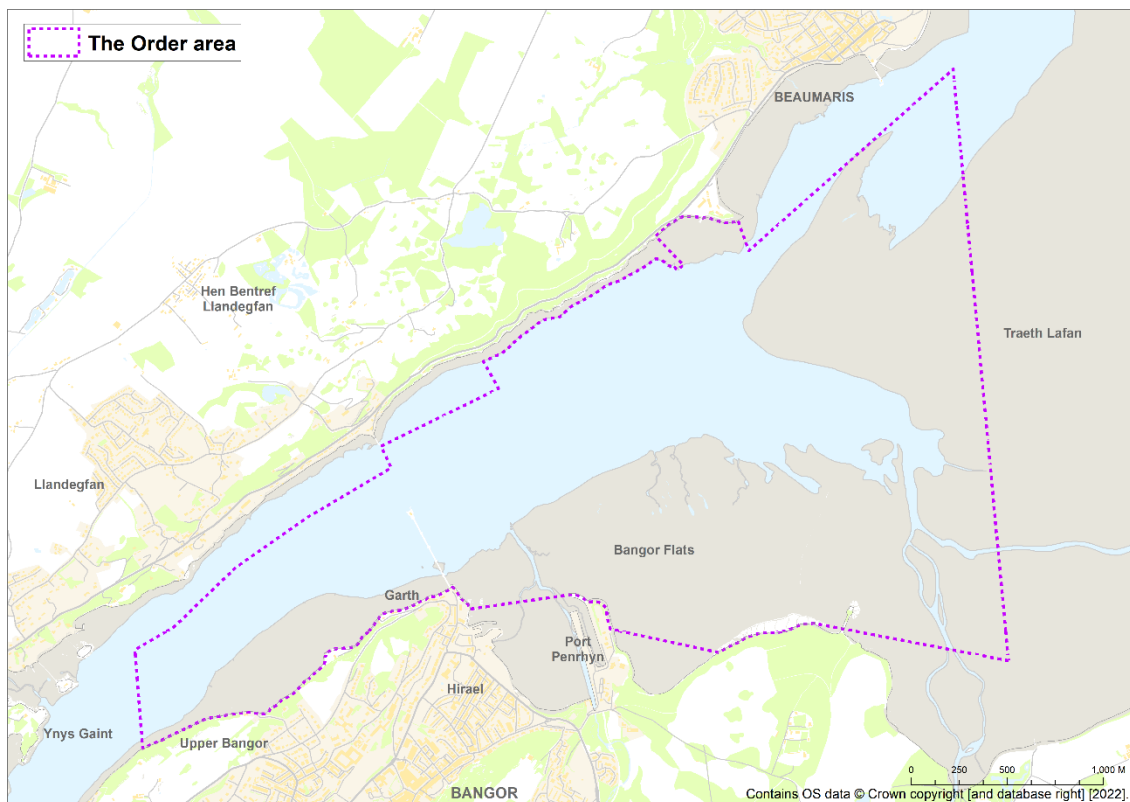 The Order area
BEAUMARIS
Hen Bentref
Llandegfan
Traeth Lafan
Llandegfan
Bangor Flats
Garth
Port
Penrhyn
Hirael
Ynys Gaint
Upper Bangor
BANGOR
0 250 500 1,000 M
Contains OS data © Crown copyright [and database right] [2022].